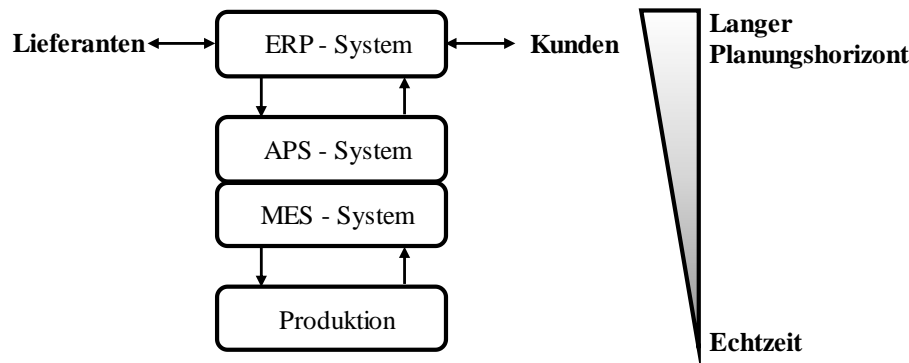 Lieferanten
ERP - System
Kunden
Langer
Planungshorizont
APS - System
MES - System
Produktion
Echtzeit